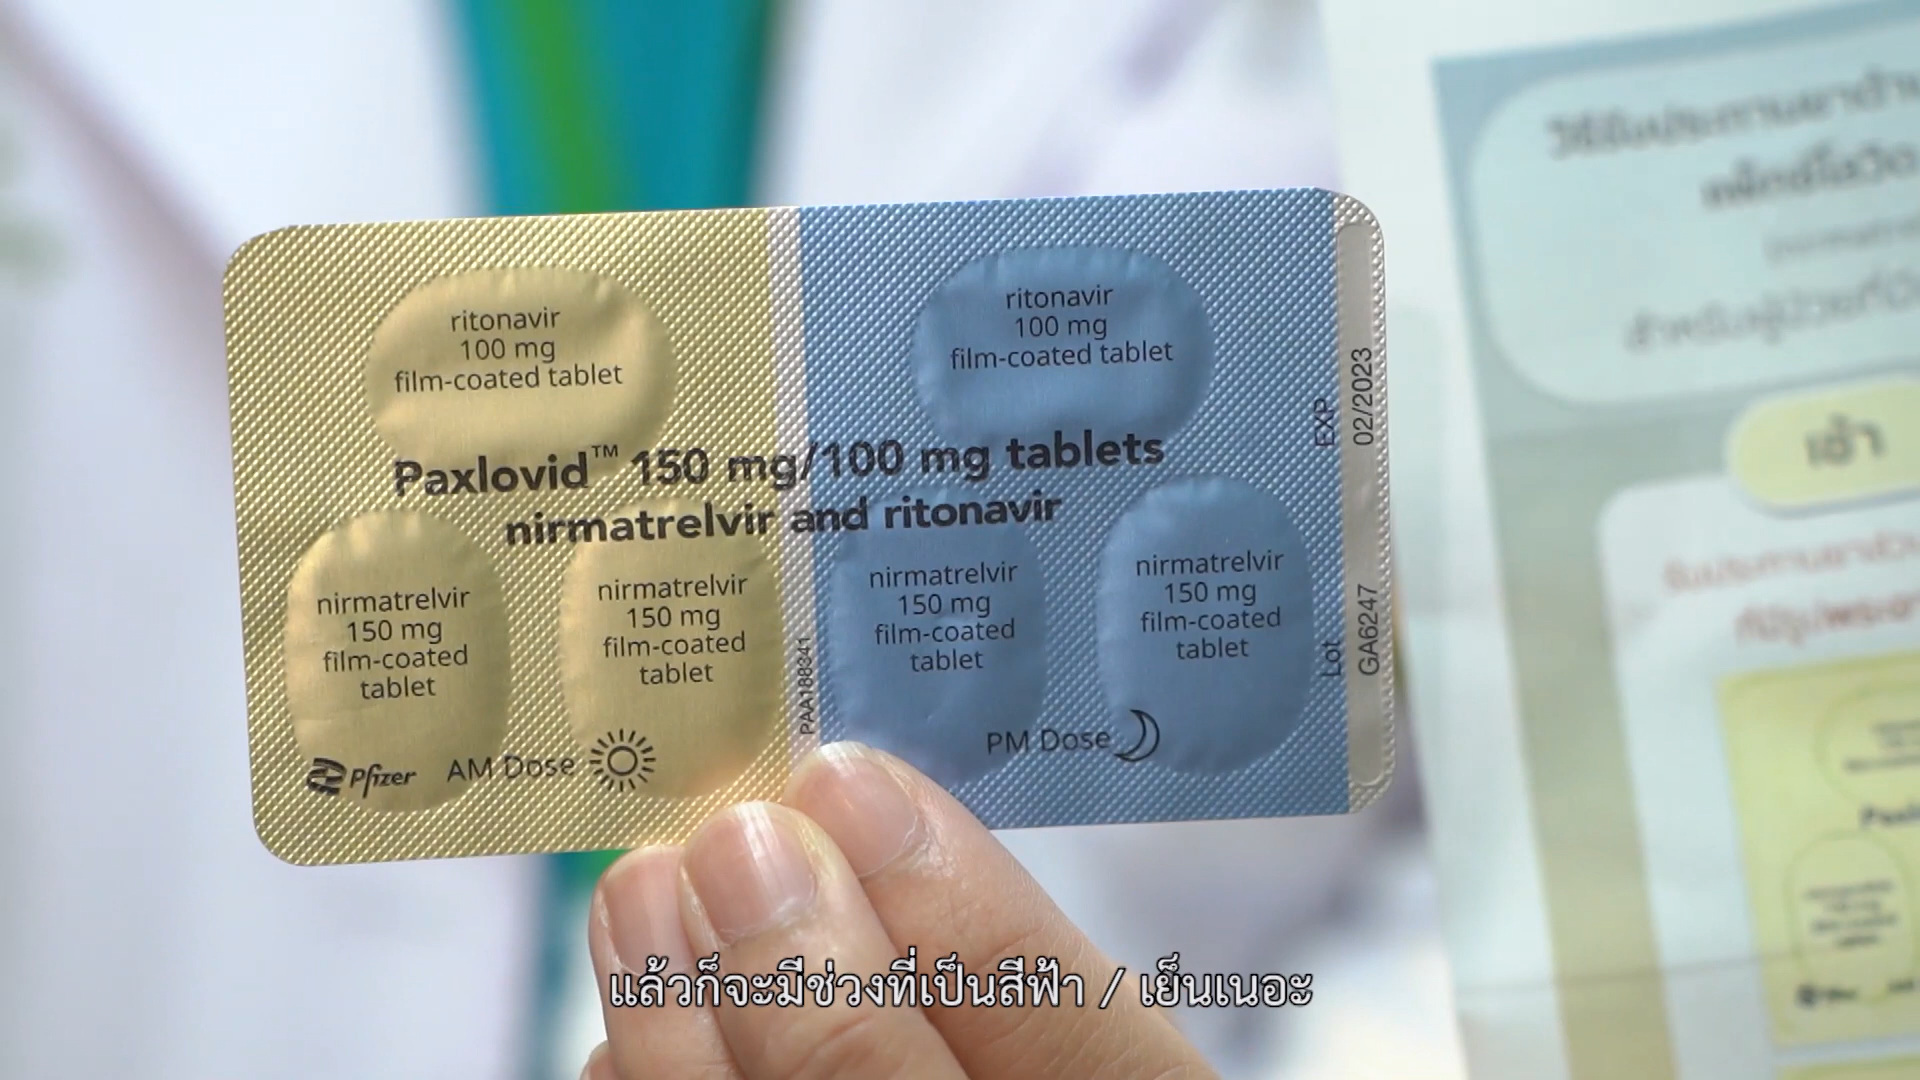 ritonavir
100 mg
film-coated tablet
ritonavir
100 mg
film-coated tablet
Paxlovid™ 150 mg/100 mg tablets
nirmatrelvir and ritonavir
nirmatrelvir
150 mg
film-coated
tablet
nirmatrelvir
150 mg
film-coated
tablet
nirmatrelvir
150 mg
film-coated
tablet
nirmatrelvir
150 mg
film-coated
tablet
Pfizer
AM Dose
PAA188341
PM Dose
EXP
02/2023
Lot
GA6247
เช้า
แล้วก็จะมีช่วงที่เป็นสีฟ้า / เย็นเนอะ